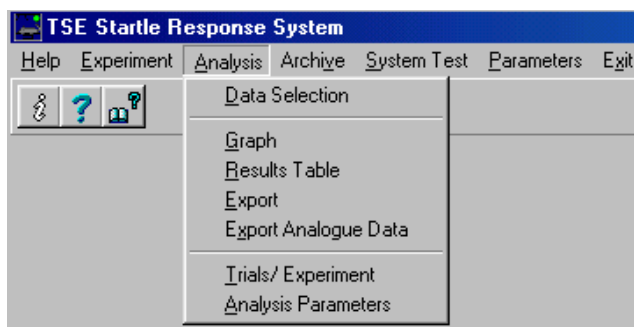 TSE Startle Response System
Help Experiment Analysis Archive System Test Parameters Exit
Data Selection
Graph
Results Table
Export
Export Analogue Data
Trials/ Experiment
Analysis Parameters